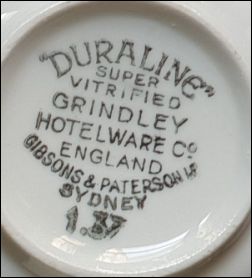 "DURALINE"
SUPER
VITRIFIED
GRINDLEY
HOTELWARE Co
ENGLAND
GIBSONS & PATERSON LD
SYDNEY
1.37